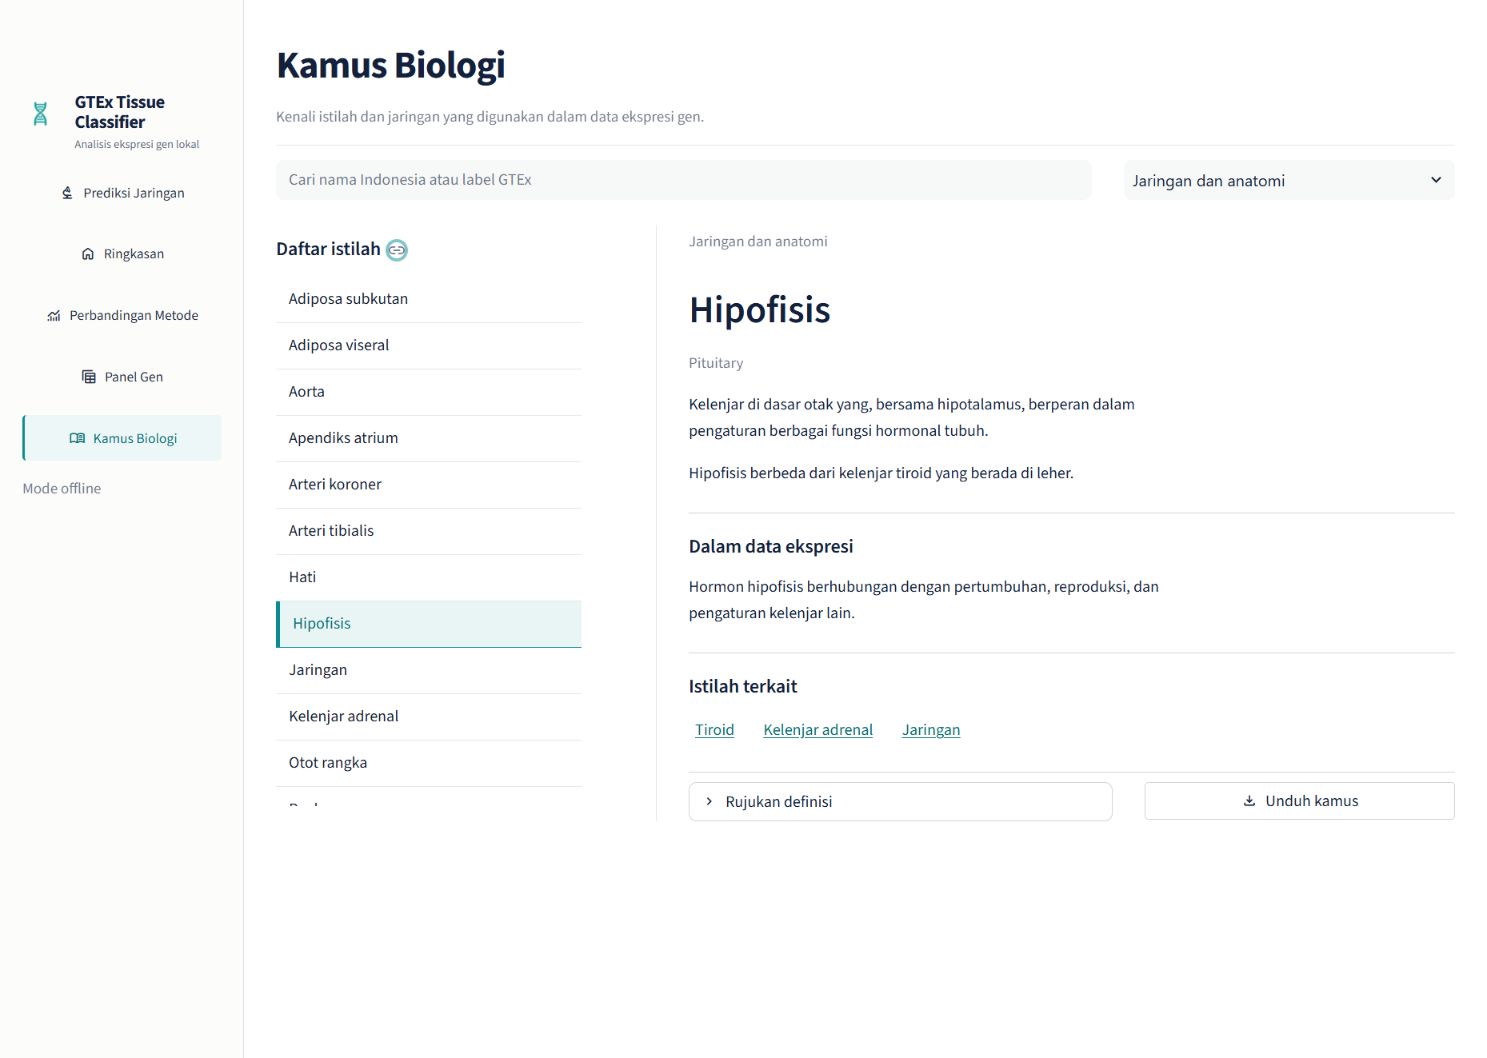 GTEx Tissue
Classifier
Analisis ekspresi gen lokal
Prediksi Jaringan
Ringkasan
Perbandingan Metode
Panel Gen
Kamus Biologi
Mode offline
Kamus Biologi
Kenali istilah dan jaringan yang digunakan dalam data ekspresi gen.
Cari nama Indonesia atau label GTEx
Jaringan dan anatomi
Daftar istilah
Adiposa subkutan
Adiposa viseral
Aorta
Apendiks atrium
Arteri koroner
Arteri tibialis
Hati
Hipofisis
Jaringan
Kelenjar adrenal
Otot rangka
Jaringan dan anatomi
Hipofisis
Pituitary
Kelenjar di dasar otak yang, bersama hipotalamus, berperan dalam
pengaturan berbagai fungsi hormonal tubuh.
Hipofisis berbeda dari kelenjar tiroid yang berada di leher.
Dalam data ekspresi
Hormon hipofisis berhubungan dengan pertumbuhan, reproduksi, dan
pengaturan kelenjar lain.
Istilah terkait
Tiroid Kelenjar adrenal Jaringan
Rujukan definisi
Unduh kamus